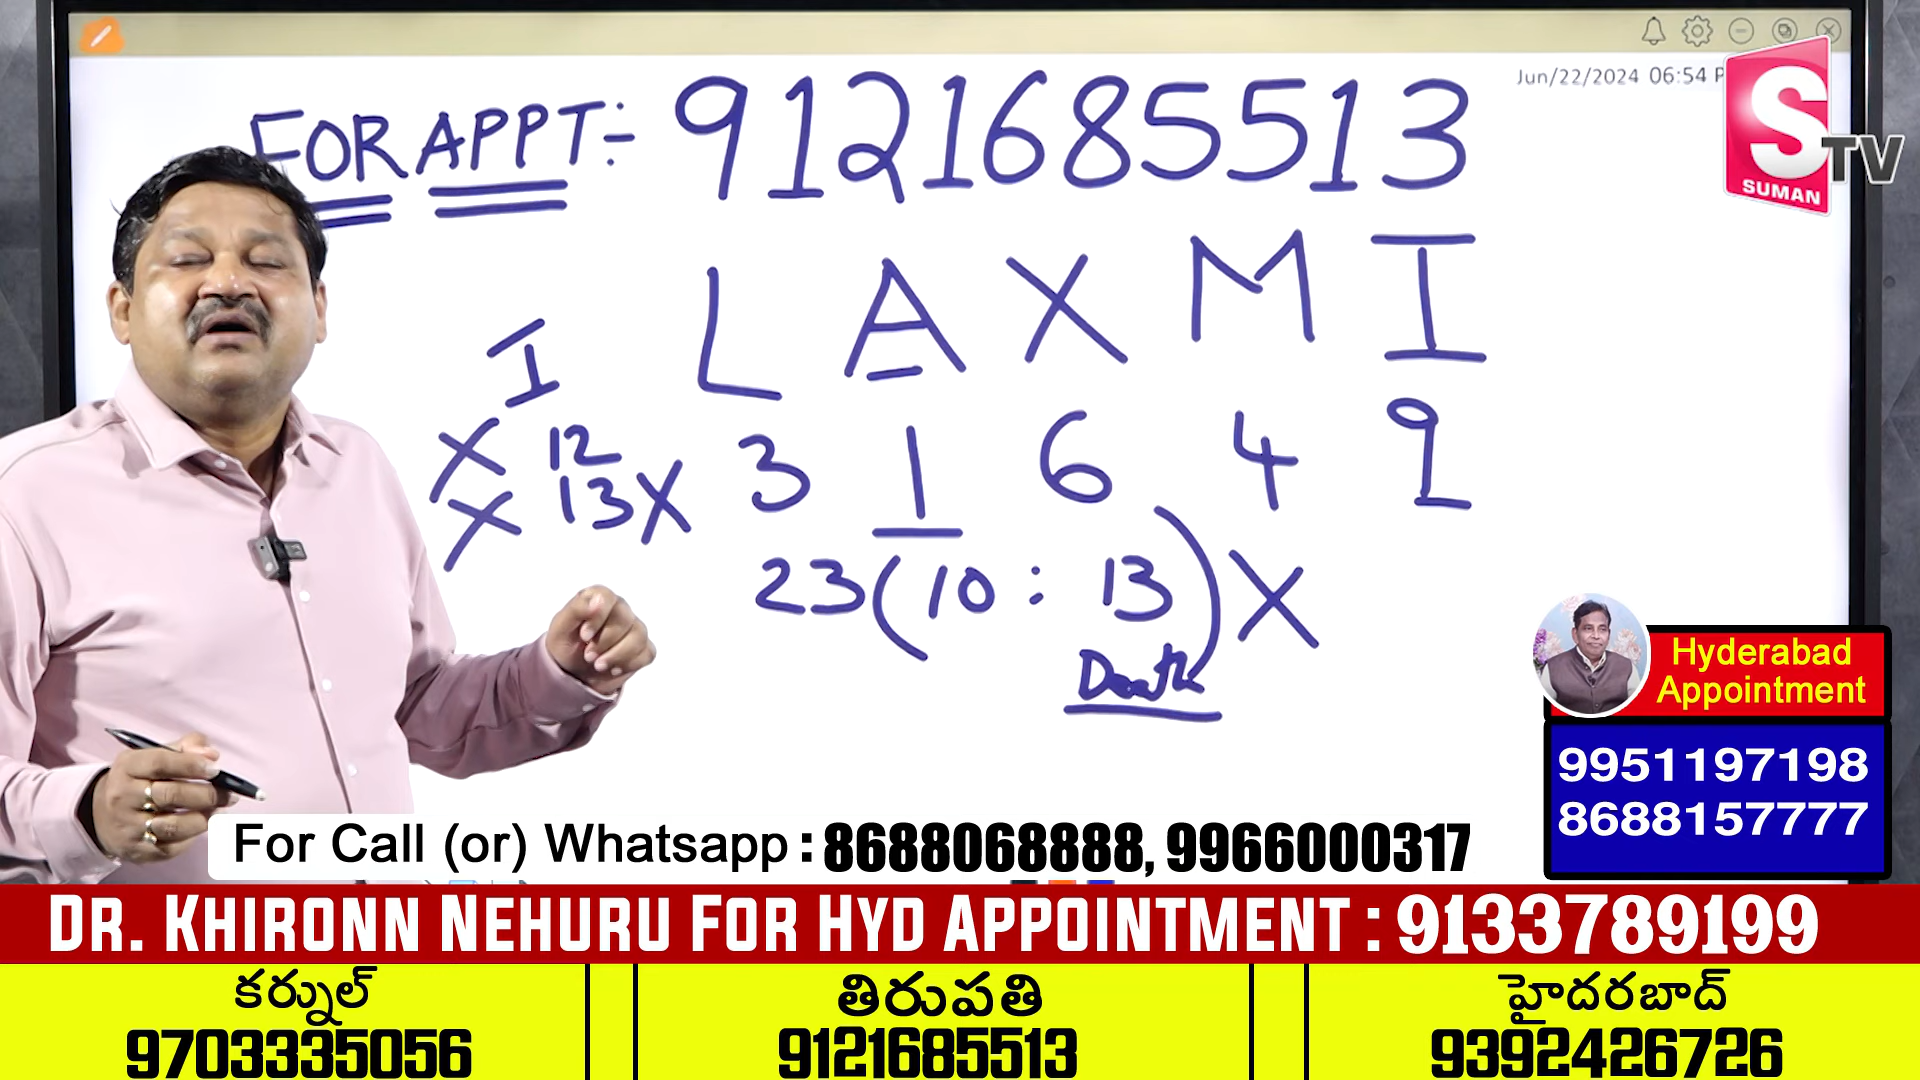 Jun/22/2024 06:54 P
FOR APPT:- 9121685513
S TV
SUMAN
L A X M I
I
X 12 3 1 6 4 9
X 13 X
23 (10 : 13) X
Death
Hyderabad
Appointment
9951197198
8688157777
For Call (or) Whatsapp : 8688068888, 9966000317
DR. KHIRONN NEHURU FOR HYD APPOINTMENT : 9133789199
కర్నుల్ తిరుపతి హైదరబాద్
9703335056 9121685513 9392426726